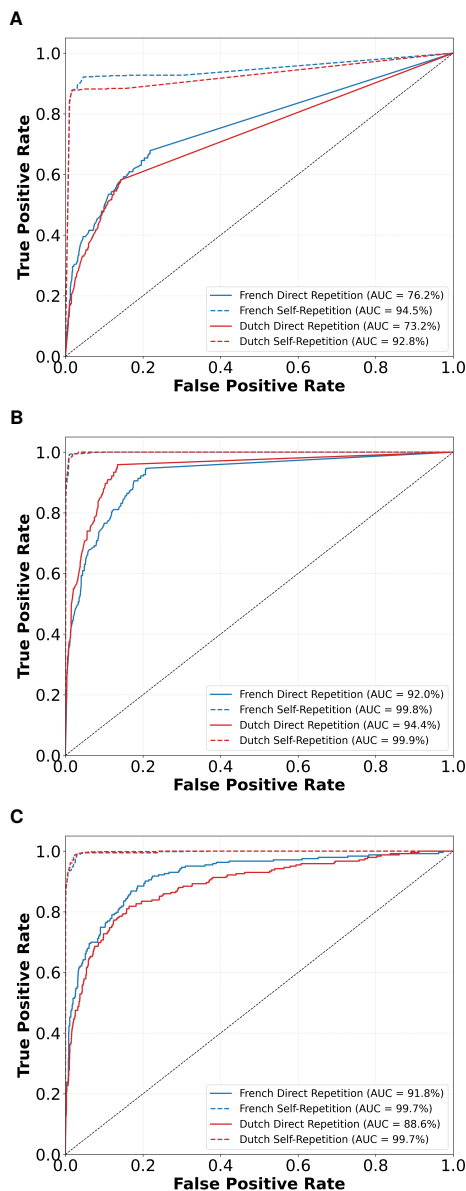 A
1.0
0.8
0.6
0.4
0.2
0.0
True Positive Rate
French Direct Repetition (AUC = 76.2%)
French Self-Repetition (AUC = 94.5%)
Dutch Direct Repetition (AUC = 73.2%)
Dutch Self-Repetition (AUC = 92.8%)
0.0 0.2 0.4 0.6 0.8 1.0
False Positive Rate
B
1.0
0.8
0.6
0.4
0.2
0.0
True Positive Rate
French Direct Repetition (AUC = 92.0%)
French Self-Repetition (AUC = 99.8%)
Dutch Direct Repetition (AUC = 94.4%)
Dutch Self-Repetition (AUC = 99.9%)
0.0 0.2 0.4 0.6 0.8 1.0
False Positive Rate
C
1.0
0.8
0.6
0.4
0.2
0.0
True Positive Rate
French Direct Repetition (AUC = 91.8%)
French Self-Repetition (AUC = 99.7%)
Dutch Direct Repetition (AUC = 88.6%)
Dutch Self-Repetition (AUC = 99.7%)
0.0 0.2 0.4 0.6 0.8 1.0
False Positive Rate